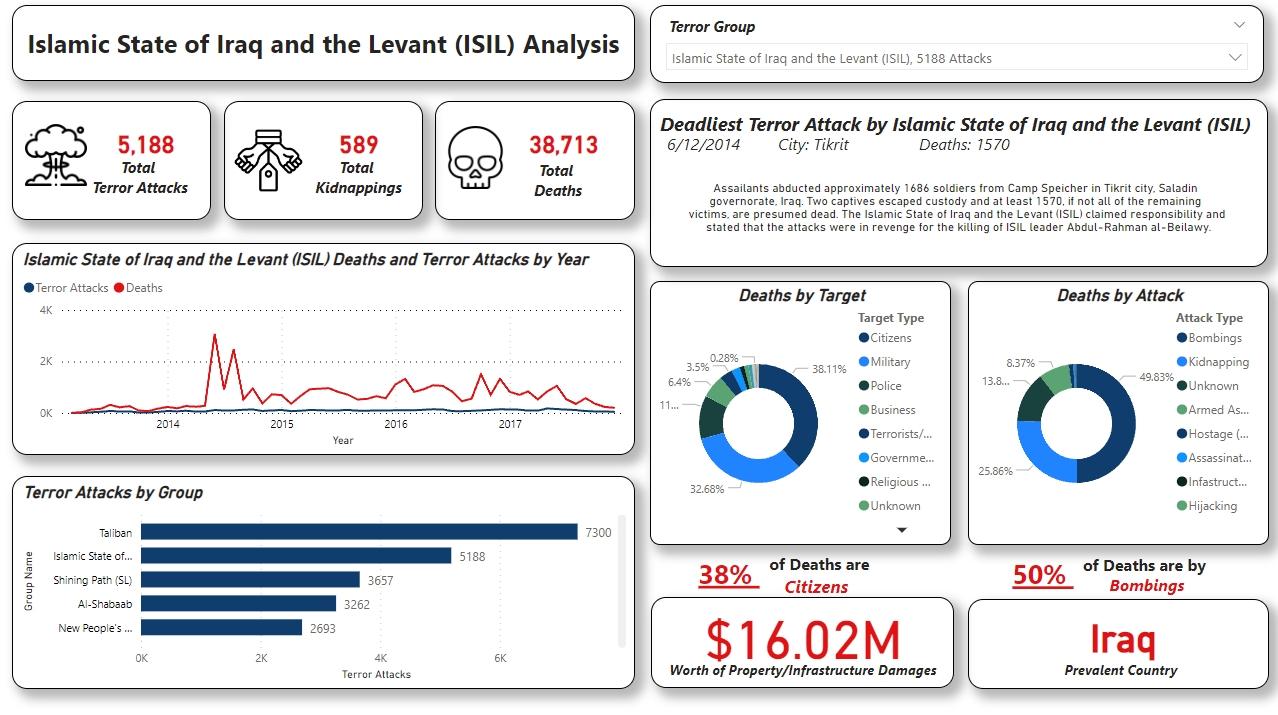 Islamic State of Iraq and the Levant (ISIL) Analysis
Terror Group
Islamic State of Iraq and the Levant (ISIL), 5188 Attacks
5,188
Total
Terror Attacks
589
Total
Kidnappings
38,713
Total
Deaths
Deadliest Terror Attack by Islamic State of Iraq and the Levant (ISIL)
6/12/2014 City: Tikrit Deaths: 1570
Assailants abducted approximately 1686 soldiers from Camp Speicher in Tikrit city, Saladin
governorate, Iraq. Two captives escaped custody and at least 1570, if not all of the remaining
victims, are presumed dead. The Islamic State of Iraq and the Levant (ISIL) claimed responsibility and
stated that the attacks were in revenge for the killing of ISIL leader Abdul-Rahman al-Beilawy.
Islamic State of Iraq and the Levant (ISIL) Deaths and Terror Attacks by Year
Terror Attacks Deaths
4K
2K
0K
2014 2015 2016 2017
Year
Deaths by Target
Target Type
Citizens
Military
Police
Business
Terrorists/...
Governme...
Religious ...
Unknown
0.28%
3.5%
6.4%
11...
32.68%
38.11%
Deaths by Attack
Attack Type
Bombings
Kidnapping
Unknown
Armed As...
Hostage (...
Assassinat...
Infastruct...
Hijacking
8.37%
13.8...
25.86%
49.83%
Terror Attacks by Group
Group Name
Taliban 7300
Islamic State of... 5188
Shining Path (SL) 3657
Al-Shabaab 3262
New People's ... 2693
0K 2K 4K 6K
Terror Attacks
38% of Deaths are
Citizens
50% of Deaths are by
Bombings
$16.02M
Worth of Property/Infrastructure Damages
Iraq
Prevalent Country